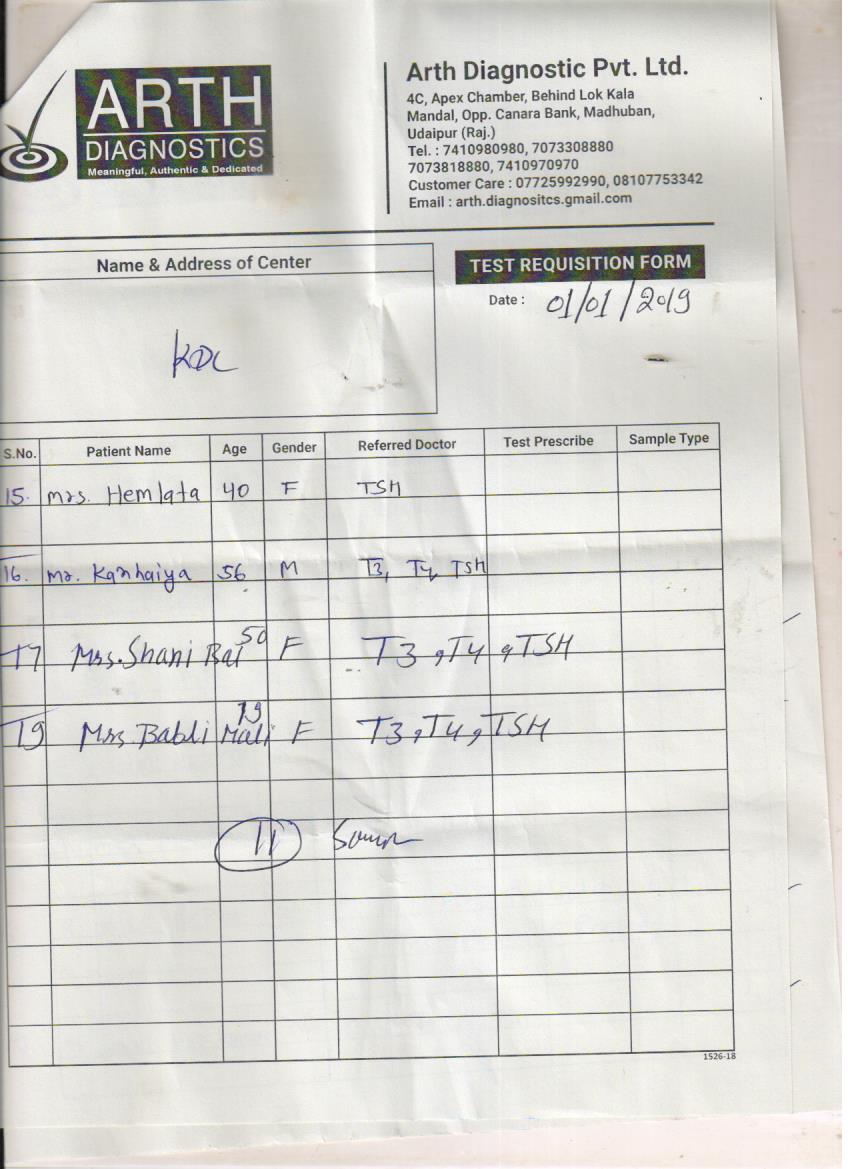 ARTH
DIAGNOSTICS
Meaningful, Authentic & Dedicated
Arth Diagnostic Pvt. Ltd.
4C, Apex Chamber, Behind Lok Kala
Mandal, Opp. Canara Bank, Madhuban,
Udaipur (Raj.)
Tel. : 7410980980, 7073308880
7073818880, 7410970970
Customer Care : 07725992990, 08107753342
Email : arth.diagnositcs.gmail.com
Name & Address of Center
TEST REQUISITION FORM
Date : 01/01/2019
KDC
S.No. Patient Name Age Gender Referred Doctor Test Prescribe Sample Type
15. Mrs. Hemlata 40 F TSH
16. Mr. Kanhaiya 56 M T3, T4, TSH
17 Mrs. Shani Bai 50 F T3, T4, TSH
19 Mrs. Babli Mali 19 F T3, T4, TSH
11
1526-18